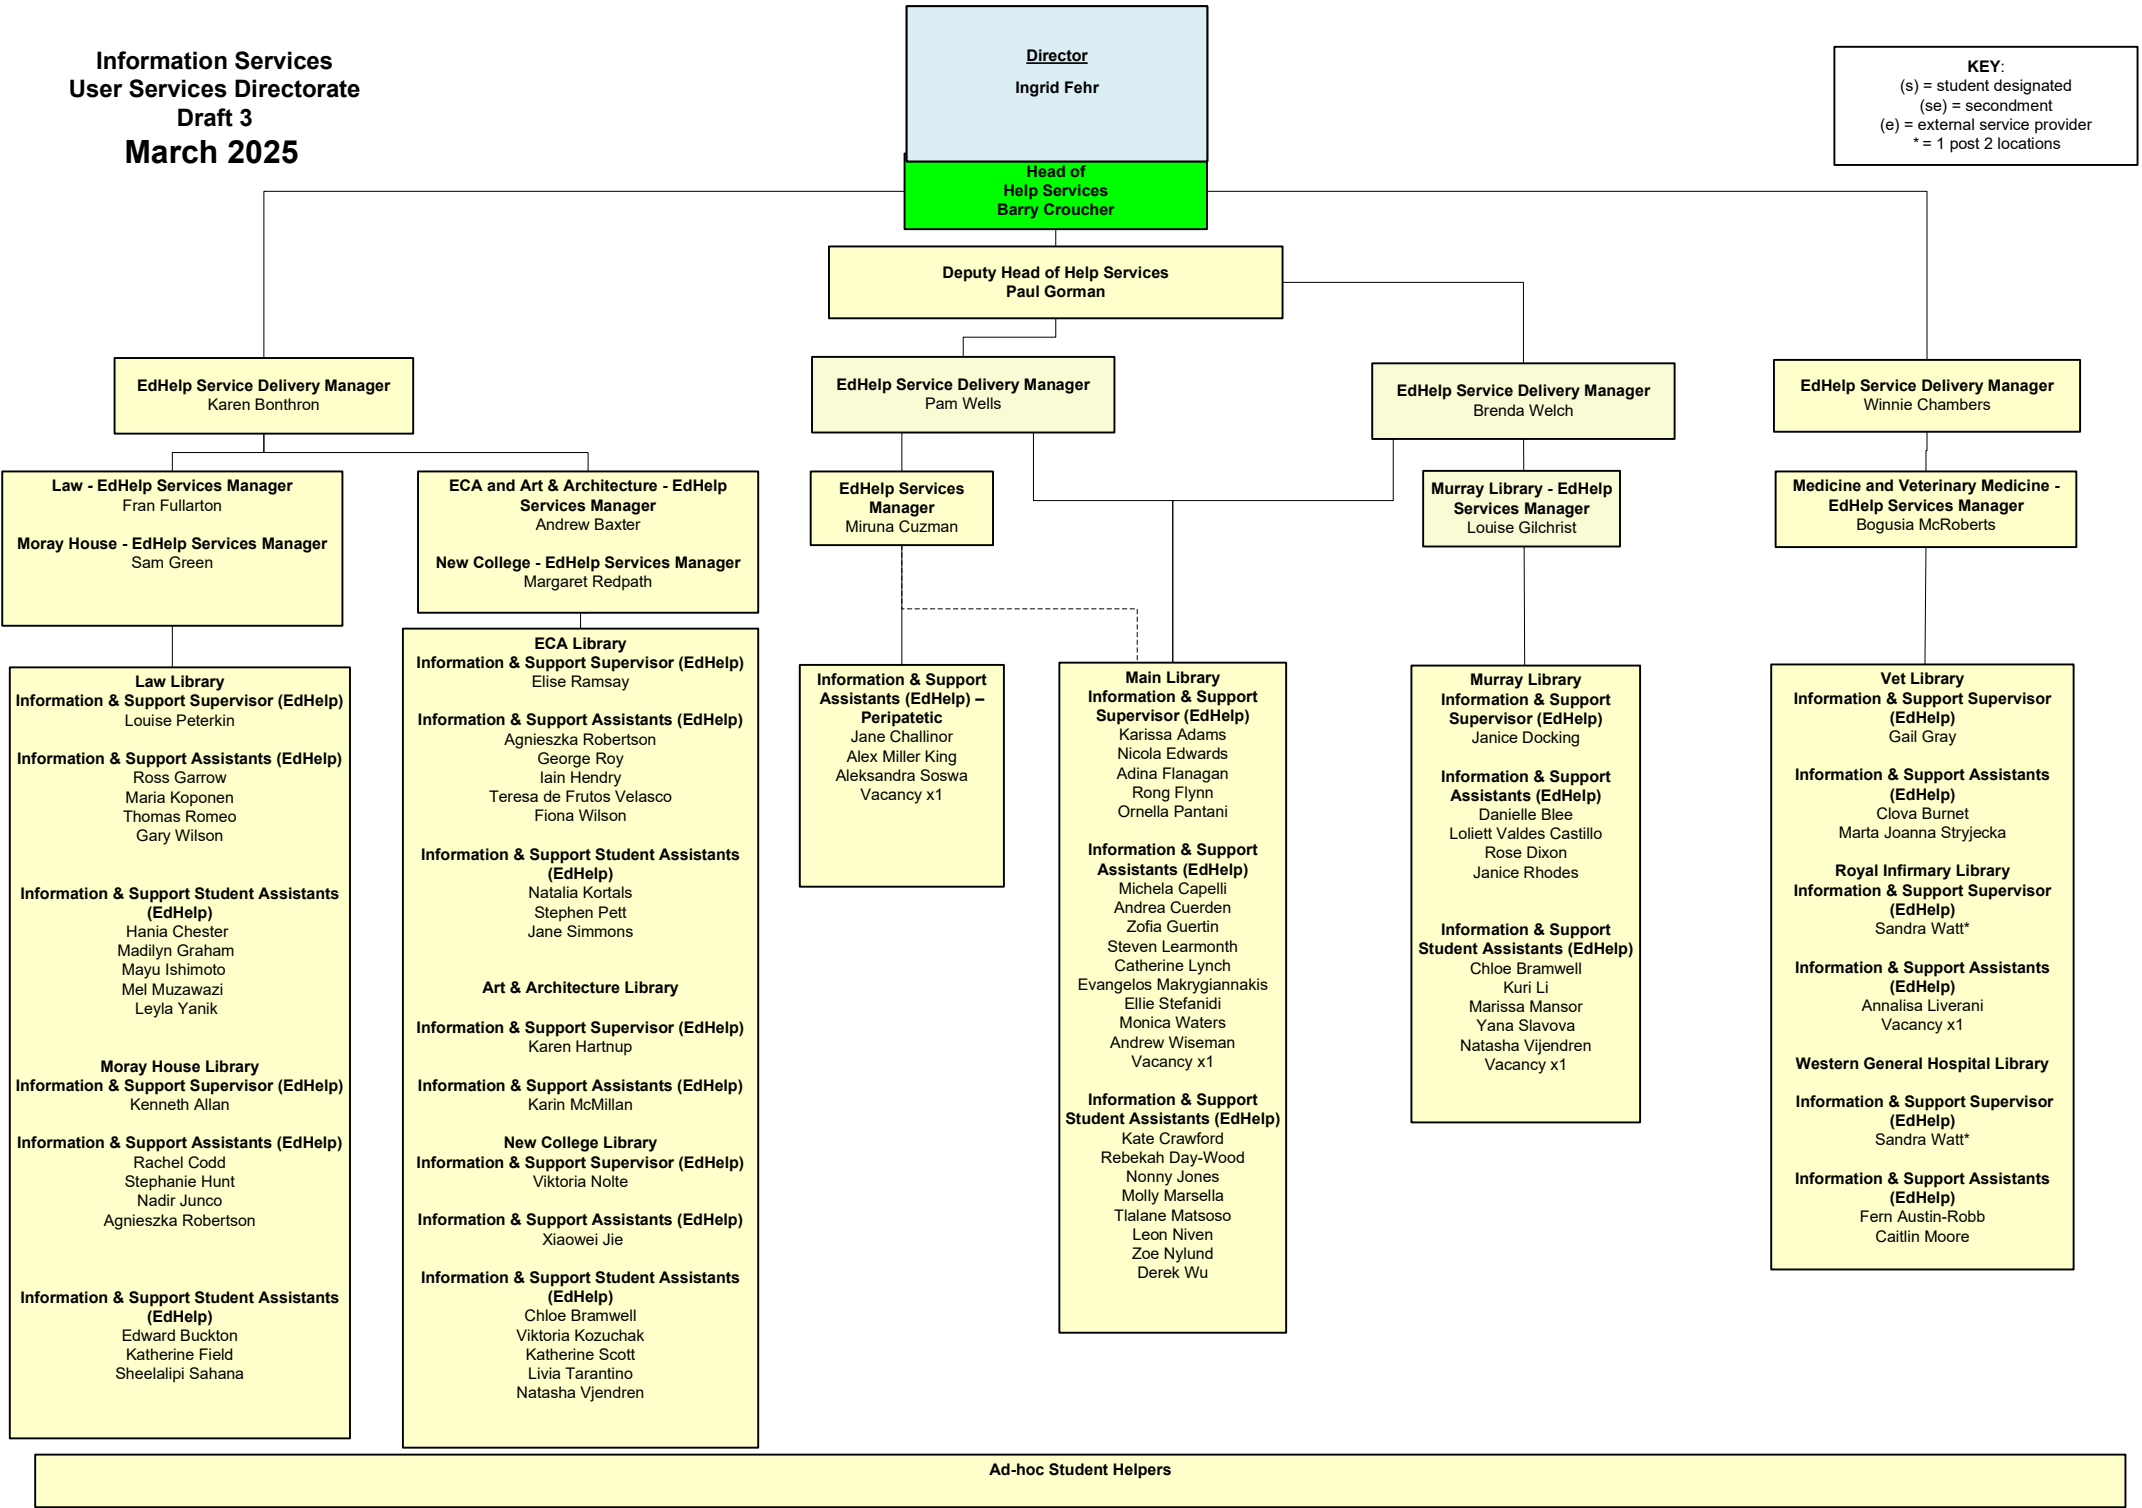 Information Services
User Services Directorate
Draft 3
March 2025
Director
Ingrid Fehr
KEY:
(s) = student designated
(se) = secondment
(e) = external service provider
* = 1 post 2 locations
Head of
Help Services
Barry Croucher
Deputy Head of Help Services
Paul Gorman
EdHelp Service Delivery Manager
Karen Bonthron
EdHelp Service Delivery Manager
Pam Wells
EdHelp Service Delivery Manager
Brenda Welch
EdHelp Service Delivery Manager
Winnie Chambers
Law - EdHelp Services Manager
Fran Fullarton
Moray House - EdHelp Services Manager
Sam Green
ECA and Art & Architecture - EdHelp
Services Manager
Andrew Baxter
New College - EdHelp Services Manager
Margaret Redpath
EdHelp Services
Manager
Miruna Cuzman
Murray Library - EdHelp
Services Manager
Louise Gilchrist
Medicine and Veterinary Medicine -
EdHelp Services Manager
Bogusia McRoberts
Law Library
Information & Support Supervisor (EdHelp)
Louise Peterkin
Information & Support Assistants (EdHelp)
Ross Garrow
Maria Koponen
Thomas Romeo
Gary Wilson
Information & Support Student Assistants
(EdHelp)
Hania Chester
Madilyn Graham
Mayu Ishimoto
Mel Muzawazi
Leyla Yanik
Moray House Library
Information & Support Supervisor (EdHelp)
Kenneth Allan
Information & Support Assistants (EdHelp)
Rachel Codd
Stephanie Hunt
Nadir Junco
Agnieszka Robertson
Information & Support Student Assistants
(EdHelp)
Edward Buckton
Katherine Field
Sheelalipi Sahana
ECA Library
Information & Support Supervisor (EdHelp)
Elise Ramsay
Information & Support Assistants (EdHelp)
Agnieszka Robertson
George Roy
Iain Hendry
Teresa de Frutos Velasco
Fiona Wilson
Information & Support Student Assistants
(EdHelp)
Natalia Kortals
Stephen Pett
Jane Simmons
Art & Architecture Library
Information & Support Supervisor (EdHelp)
Karen Hartnup
Information & Support Assistants (EdHelp)
Karin McMillan
New College Library
Information & Support Supervisor (EdHelp)
Viktoria Nolte
Information & Support Assistants (EdHelp)
Xiaowei Jie
Information & Support Student Assistants
(EdHelp)
Chloe Bramwell
Viktoria Kozuchak
Katherine Scott
Livia Tarantino
Natasha Vjendren
Information & Support
Assistants (EdHelp) –
Peripatetic
Jane Challinor
Alex Miller King
Aleksandra Soswa
Vacancy x1
Main Library
Information & Support
Supervisor (EdHelp)
Karissa Adams
Nicola Edwards
Adina Flanagan
Rong Flynn
Ornella Pantani
Information & Support
Assistants (EdHelp)
Michela Capelli
Andrea Cuerden
Zofia Guertin
Steven Learmonth
Catherine Lynch
Evangelos Makrygiannakis
Ellie Stefanidi
Monica Waters
Andrew Wiseman
Vacancy x1
Information & Support
Student Assistants (EdHelp)
Kate Crawford
Rebekah Day-Wood
Nonny Jones
Molly Marsella
Tlalane Matsoso
Leon Niven
Zoe Nylund
Derek Wu
Murray Library
Information & Support
Supervisor (EdHelp)
Janice Docking
Information & Support
Assistants (EdHelp)
Danielle Blee
Loliett Valdes Castillo
Rose Dixon
Janice Rhodes
Information & Support
Student Assistants (EdHelp)
Chloe Bramwell
Kuri Li
Marissa Mansor
Yana Slavova
Natasha Vijendren
Vacancy x1
Vet Library
Information & Support Supervisor
(EdHelp)
Gail Gray
Information & Support Assistants
(EdHelp)
Clova Burnet
Marta Joanna Stryjecka
Royal Infirmary Library
Information & Support Supervisor
(EdHelp)
Sandra Watt*
Information & Support Assistants
(EdHelp)
Annalisa Liverani
Vacancy x1
Western General Hospital Library
Information & Support Supervisor
(EdHelp)
Sandra Watt*
Information & Support Assistants
(EdHelp)
Fern Austin-Robb
Caitlin Moore
Ad-hoc Student Helpers